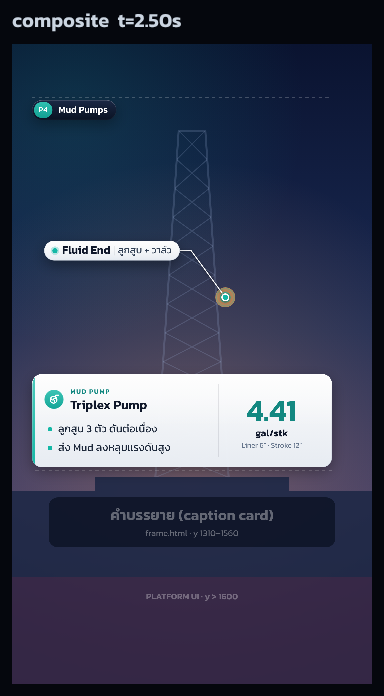 composite t=2.50s
P4 Mud Pumps
Fluid End ลูกสูบ + วาล์ว
MUD PUMP
Triplex Pump
ลูกสูบ 3 ตัว ดันต่อเนื่อง
ส่ง Mud ลงหลุมแรงดันสูง
4.41
gal/stk
Liner 6" · Stroke 12"
คำบรรยาย (caption card)
frame.html · y 1310–1560
PLATFORM UI · y > 1600